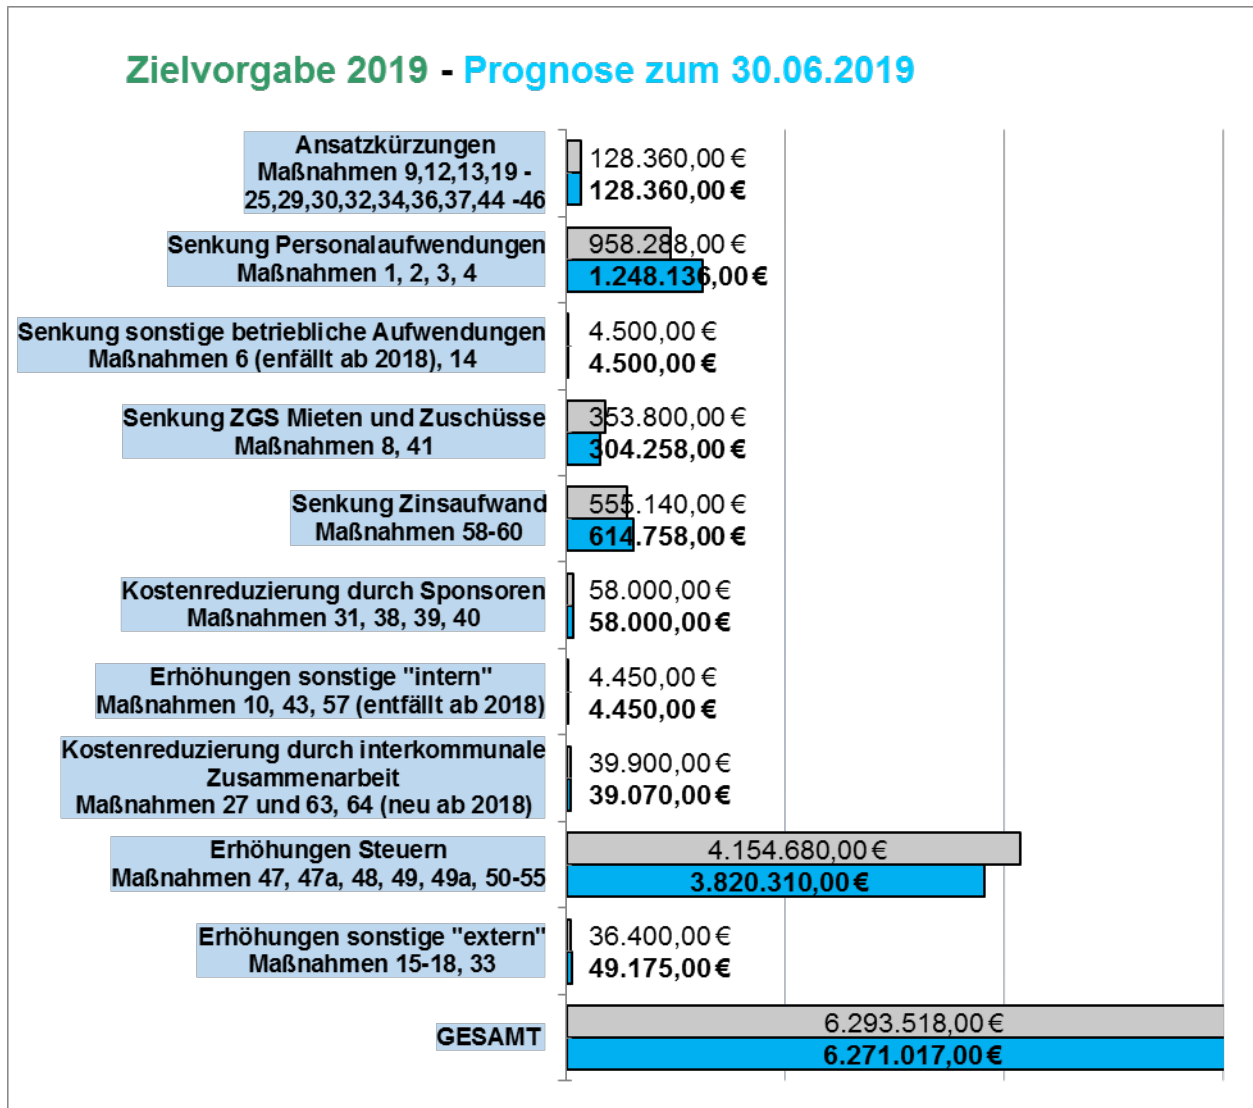 Zielvorgabe 2019 - Prognose zum 30.06.2019
Ansatzkürzungen
Maßnahmen 9,12,13,19 -
25,29,30,32,34,36,37,44 -46
128.360,00 €
128.360,00 €
Senkung Personalaufwendungen
Maßnahmen 1, 2, 3, 4
958.288,00 €
1.248.136,00 €
Senkung sonstige betriebliche Aufwendungen
Maßnahmen 6 (enfällt ab 2018), 14
4.500,00 €
4.500,00 €
Senkung ZGS Mieten und Zuschüsse
Maßnahmen 8, 41
353.800,00 €
304.258,00 €
Senkung Zinsaufwand
Maßnahmen 58-60
555.140,00 €
614.758,00 €
Kostenreduzierung durch Sponsoren
Maßnahmen 31, 38, 39, 40
58.000,00 €
58.000,00 €
Erhöhungen sonstige "intern"
Maßnahmen 10, 43, 57 (entfällt ab 2018)
4.450,00 €
4.450,00 €
Kostenreduzierung durch interkommunale
Zusammenarbeit
Maßnahmen 27 und 63, 64 (neu ab 2018)
39.900,00 €
39.070,00 €
Erhöhungen Steuern
Maßnahmen 47, 47a, 48, 49, 49a, 50-55
4.154.680,00 €
3.820.310,00 €
Erhöhungen sonstige "extern"
Maßnahmen 15-18, 33
36.400,00 €
49.175,00 €
GESAMT
6.293.518,00 €
6.271.017,00 €